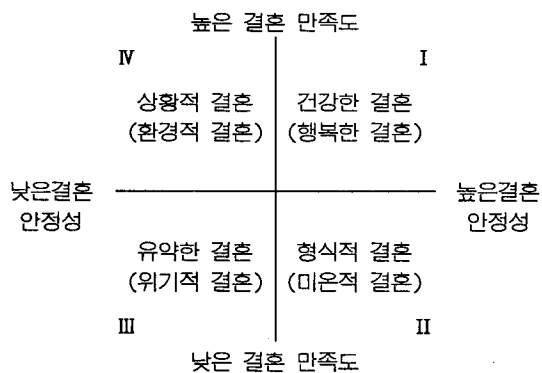 높은 결혼 만족도
Ⅳ Ⅰ
상황적 결혼 건강한 결혼
(환경적 결혼) (행복한 결혼)
낮은결혼 높은결혼
안정성 안정성
유약한 결혼 형식적 결혼
(위기적 결혼) (미온적 결혼)
Ⅲ Ⅱ
낮은 결혼 만족도